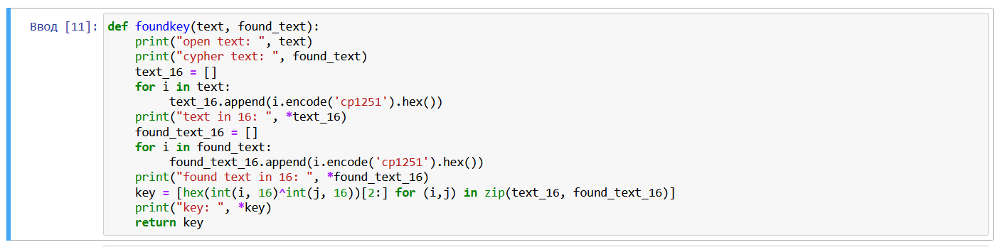 Ввод [11]: def foundkey(text, found_text):
    print("open text: ", text)
    print("cypher text: ", found_text)
    text_16 = []
    for i in text:
         text_16.append(i.encode('cp1251').hex())
    print("text in 16: ", *text_16)
    found_text_16 = []
    for i in found_text:
         found_text_16.append(i.encode('cp1251').hex())
    print("found text in 16: ", *found_text_16)
    key = [hex(int(i, 16)^int(j, 16))[2:] for (i,j) in zip(text_16, found_text_16)]
    print("key: ", *key)
    return key